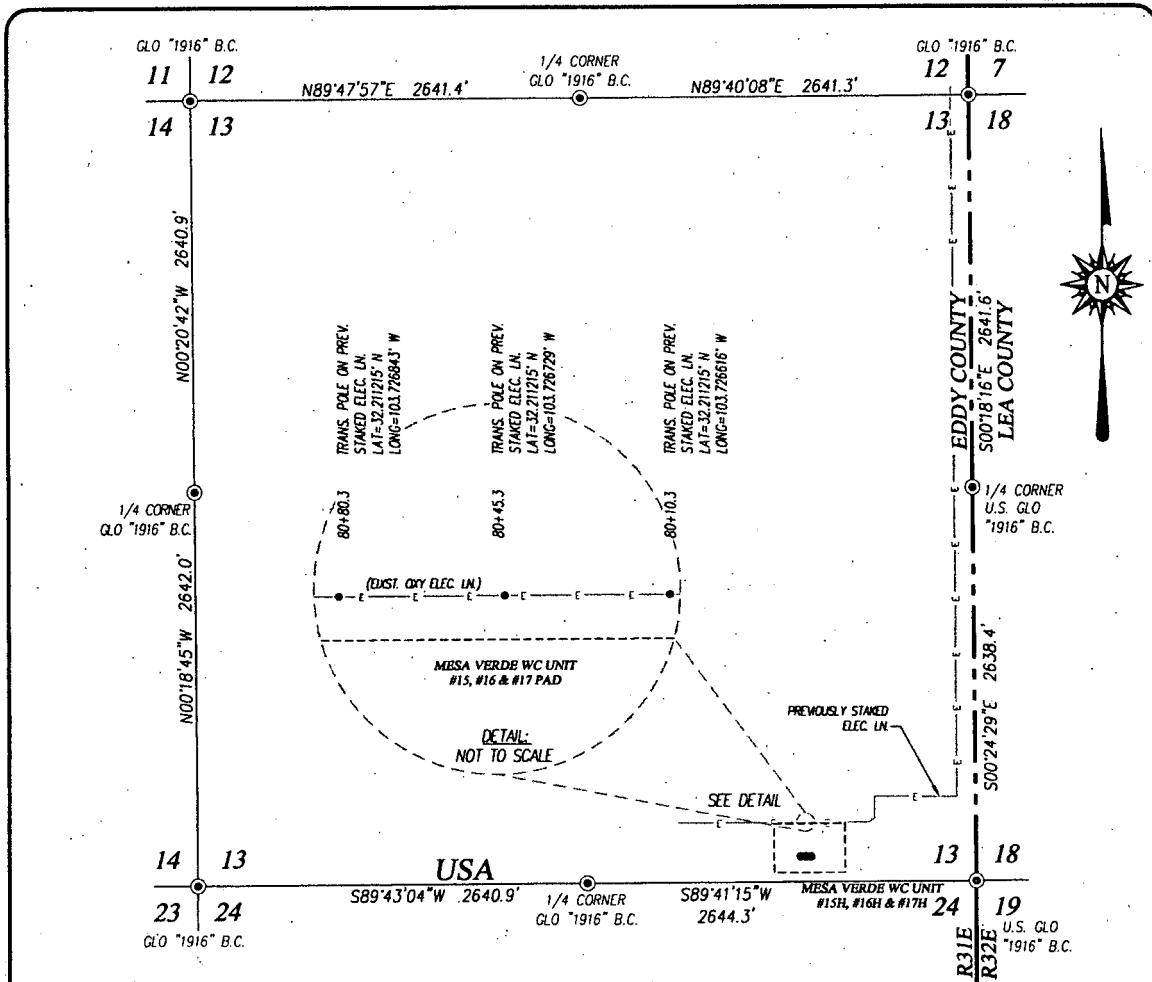 GLO "1916" B.C.
11 12
14 13
N89°47'57"E 2641.4'
1/4 CORNER
GLO "1916" B.C.
N89°40'08"E 2641.3'
GLO "1916" B.C.
12 7
13 18
N
N00°20'42"W 2640.9'
TRANS. POLE ON PREV.
STAKED ELEC. LN.
LAT=32.211215° N
LONG=103.726843° W
80+80.3
TRANS. POLE ON PREV.
STAKED ELEC. LN.
LAT=32.211215° N
LONG=103.726729° W
80+45.3
TRANS. POLE ON PREV.
STAKED ELEC. LN.
LAT=32.211215° N
LONG=103.726616° W
80+10.3
EDDY COUNTY
S00°18'16"E 2641.6'
LEA COUNTY
1/4 CORNER
GLO "1916" B.C.
1/4 CORNER
U.S. GLO
"1916" B.C.
(EXIST. OXY ELEC. LN.)
E E E E E E
MESA VERDE WC UNIT
#15, #16 & #17 PAD
DETAIL:
NOT TO SCALE
N00°18'45"W 2642.0'
PREVIOUSLY STAKED
ELEC. LN.
S00°24'29"E 2638.4'
SEE DETAIL
E E E E
14 13
23 24
GLO "1916" B.C.
USA
S89°43'04"W 2640.9'
1/4 CORNER
GLO "1916" B.C.
S89°41'15"W
2644.3'
MESA VERDE WC UNIT
#15H, #16H & #17H
13 18
24 19
U.S. GLO
"1916" B.C.
R31E
R32E